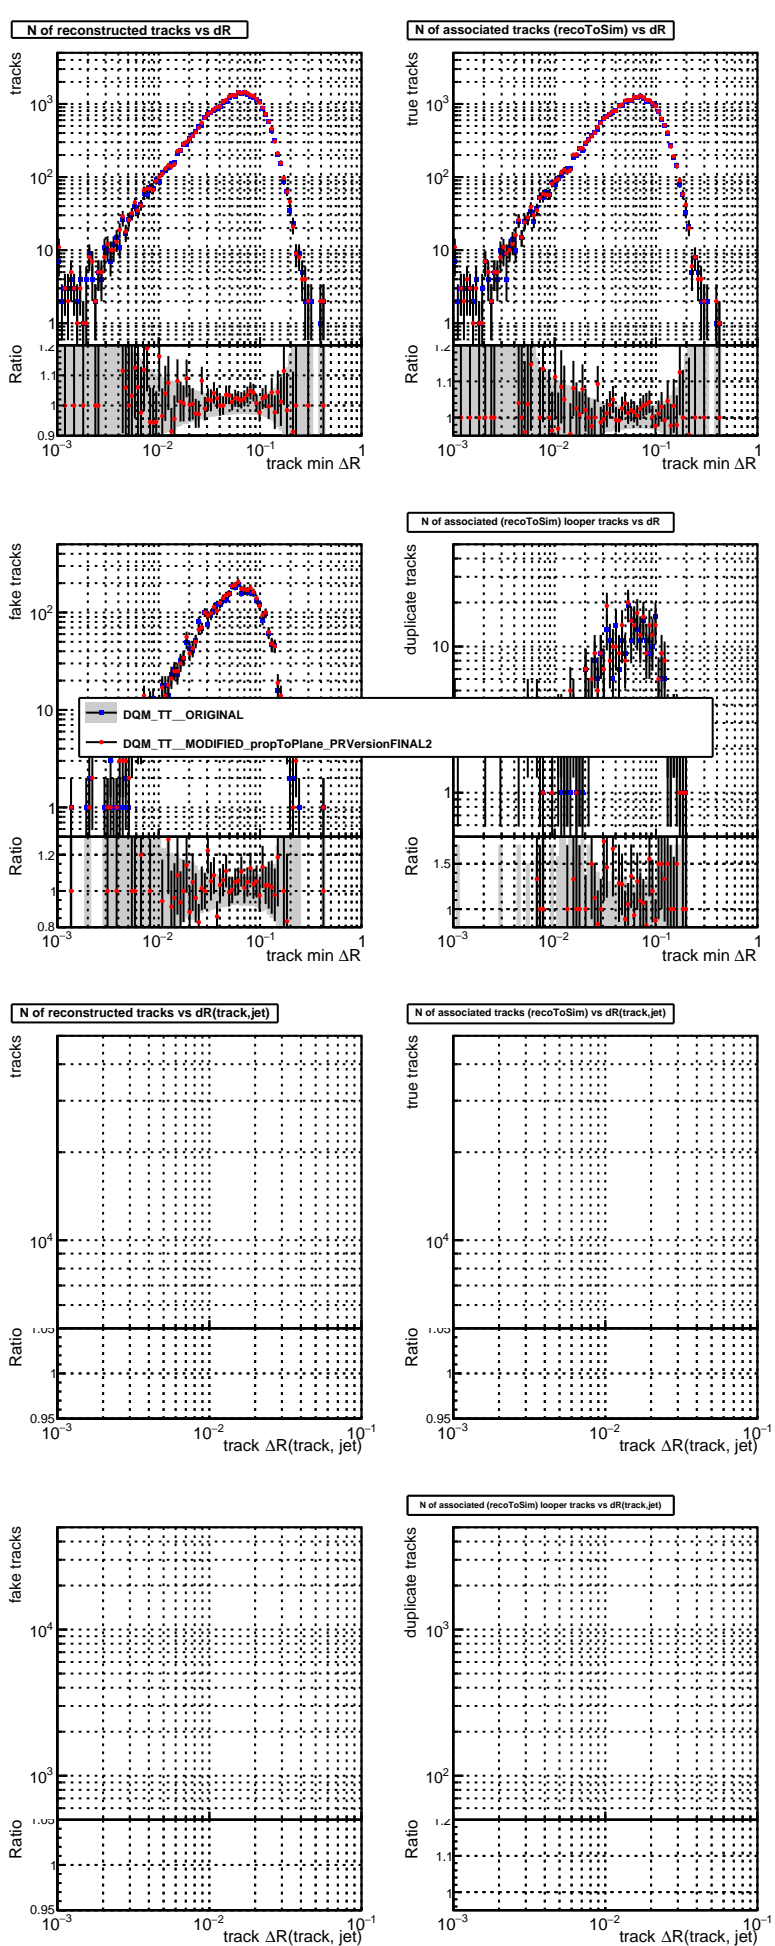 N of reconstructed tracks vs dR
tracks
10³
10²
10
1
Ratio
1.2
1.1
1
0.9
10⁻³
10⁻²
10⁻¹
1
track min ΔR
N of associated tracks (recoToSim) vs dR
true tracks
10³
10²
10
1
Ratio
1.2
1.1
1
10⁻³
10⁻²
10⁻¹
1
track min ΔR
fake tracks
10²
10
1
Ratio
1.2
1
0.8
10⁻³
10⁻²
10⁻¹
1
track min ΔR
N of associated (recoToSim) looper tracks vs dR
duplicate tracks
10
1
Ratio
1.5
1
10⁻³
10⁻²
10⁻¹
1
track min ΔR
DQM_TT__ORIGINAL
DQM_TT__MODIFIED_propToPlane_PRVersionFINAL2
N of reconstructed tracks vs dR(track,jet)
tracks
10⁴
Ratio
1.05
1
0.95
10⁻³
10⁻²
10⁻¹
track ΔR(track, jet)
N of associated tracks (recoToSim) vs dR(track,jet)
true tracks
10⁴
Ratio
1.05
1
0.95
10⁻³
10⁻²
10⁻¹
track ΔR(track, jet)
fake tracks
10⁴
10³
Ratio
1.05
1
0.95
10⁻³
10⁻²
10⁻¹
track ΔR(track, jet)
N of associated (recoToSim) looper tracks vs dR(track,jet)
duplicate tracks
10³
10²
Ratio
1.2
1.1
1
10⁻³
10⁻²
10⁻¹
track ΔR(track, jet)